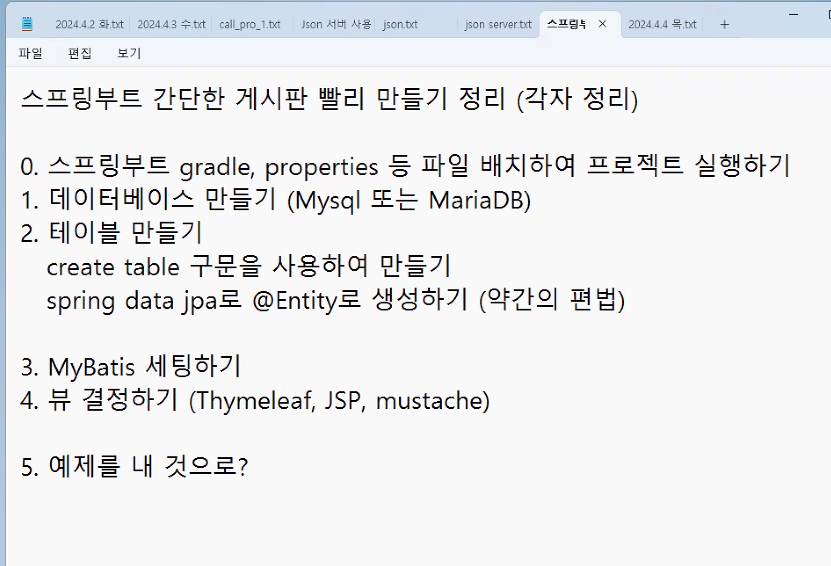 2024.4.2 화.txt 2024.4.3 수.txt call_pro_1.txt Json 서버 사용 json.txt json server.txt 스프링부 2024.4.4 목.txt
파일 편집 보기
스프링부트 간단한 게시판 빨리 만들기 정리 (각자 정리)
0. 스프링부트 gradle, properties 등 파일 배치하여 프로젝트 실행하기
1. 데이터베이스 만들기 (Mysql 또는 MariaDB)
2. 테이블 만들기
create table 구문을 사용하여 만들기
spring data jpa로 @Entity로 생성하기 (약간의 편법)
3. MyBatis 세팅하기
4. 뷰 결정하기 (Thymeleaf, JSP, mustache)
5. 예제를 내 것으로?